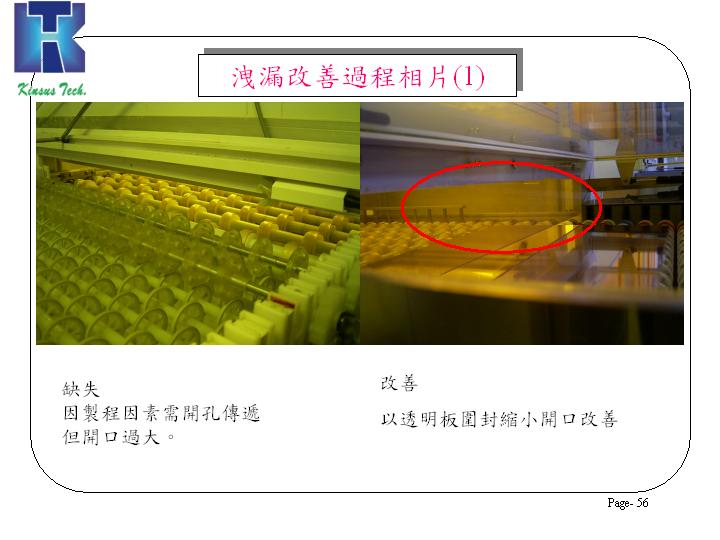 Kinsus Tech.
洩漏改善過程相片(1)
缺失
因製程因素需開孔傳遞
但開口過大。
改善
以透明板圍封縮小開口改善
Page- 56